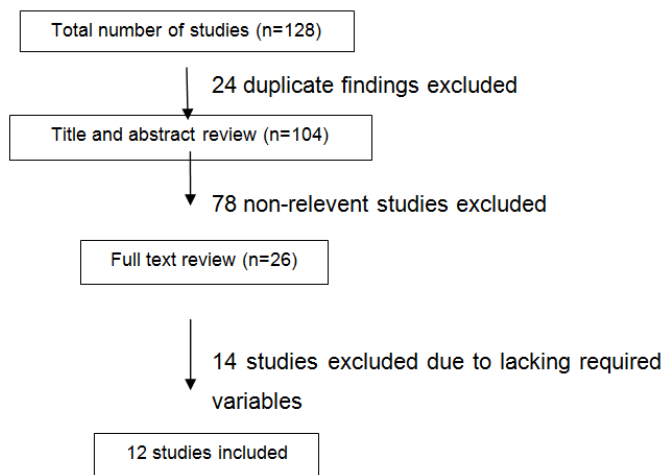 Total number of studies (n=128)
24 duplicate findings excluded
Title and abstract review (n=104)
78 non-relevent studies excluded
Full text review (n=26)
14 studies excluded due to lacking required
variables
12 studies included